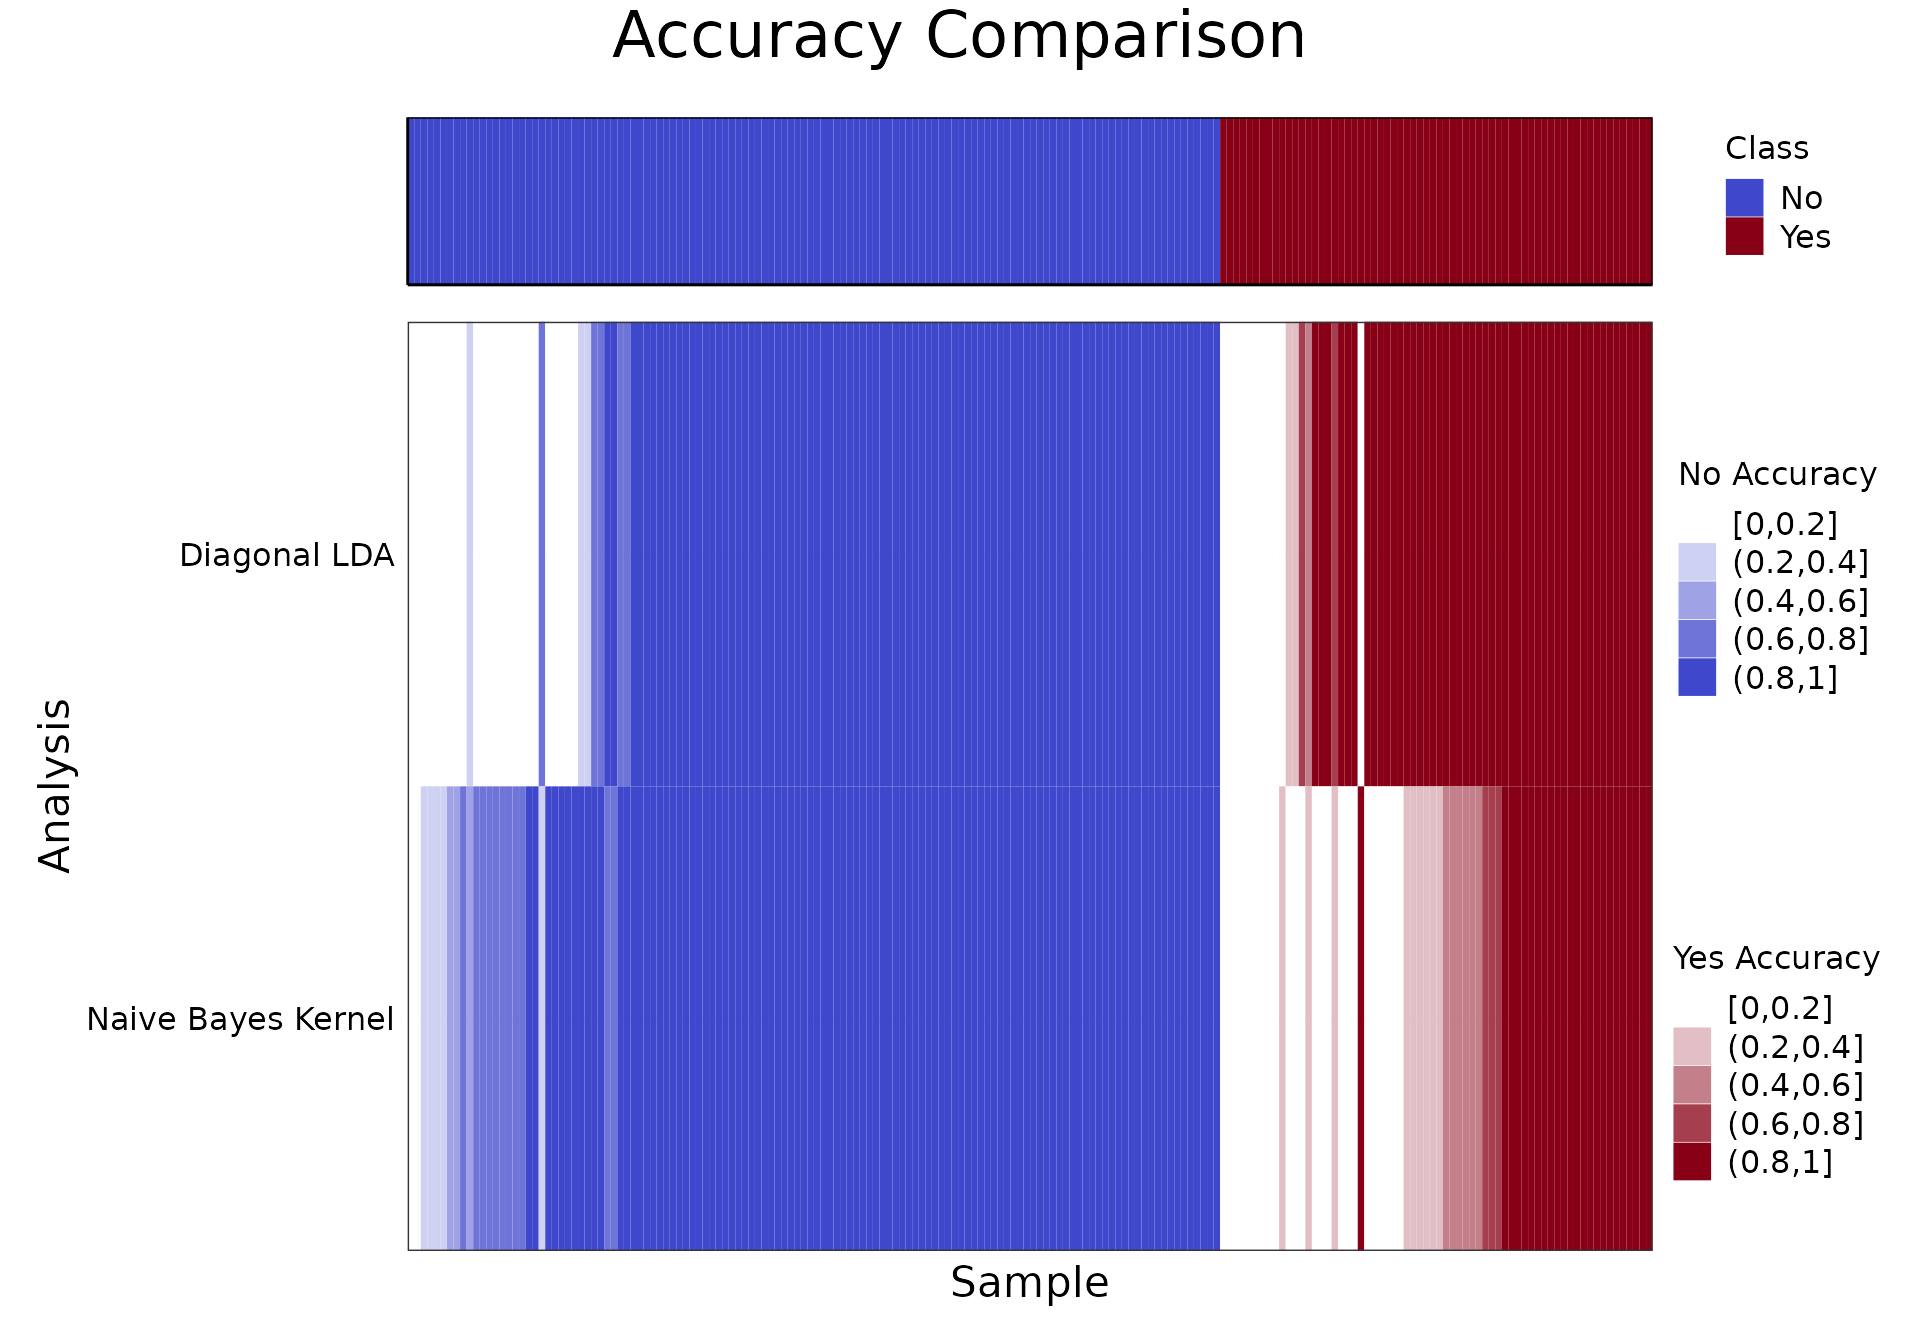 Accuracy Comparison
Class
No
Yes
Diagonal LDA
Naive Bayes Kernel
Analysis
Sample
No Accuracy
[0,0.2]
(0.2,0.4]
(0.4,0.6]
(0.6,0.8]
(0.8,1]
Yes Accuracy
[0,0.2]
(0.2,0.4]
(0.4,0.6]
(0.6,0.8]
(0.8,1]